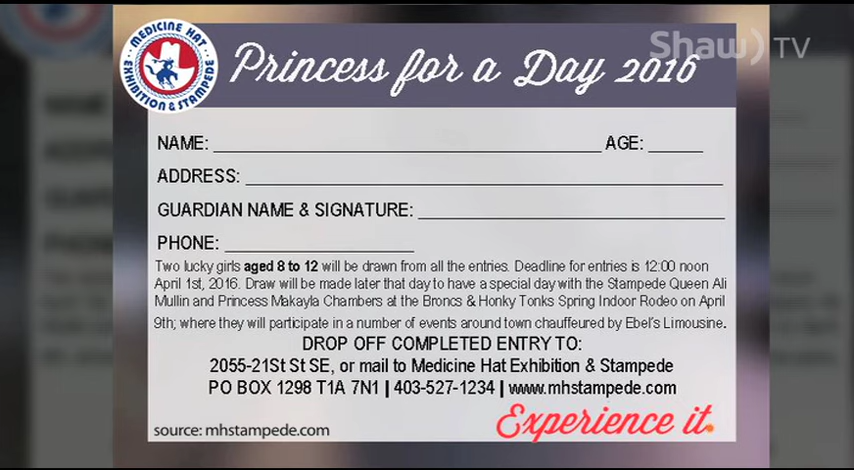 Shaw) TV
MEDICINE HAT
EXHIBITION & STAMPEDE
Princess for a Day 2016
NAME: AGE:
ADDRESS:
GUARDIAN NAME & SIGNATURE:
PHONE:
Two lucky girls aged 8 to 12 will be drawn from all the entries. Deadline for entries is 12:00 noon
April 1st, 2016. Draw will be made later that day to have a special day with the Stampede Queen Ali
Mullin and Princess Makayla Chambers at the Broncs & Honky Tonks Spring Indoor Rodeo on April
9th; where they will participate in a number of events around town chauffeured by Ebel's Limousine.
DROP OFF COMPLETED ENTRY TO:
2055-21St St SE, or mail to Medicine Hat Exhibition & Stampede
PO BOX 1298 T1A 7N1 | 403-527-1234 | www.mhstampede.com
Experience it.
source: mhstampede.com